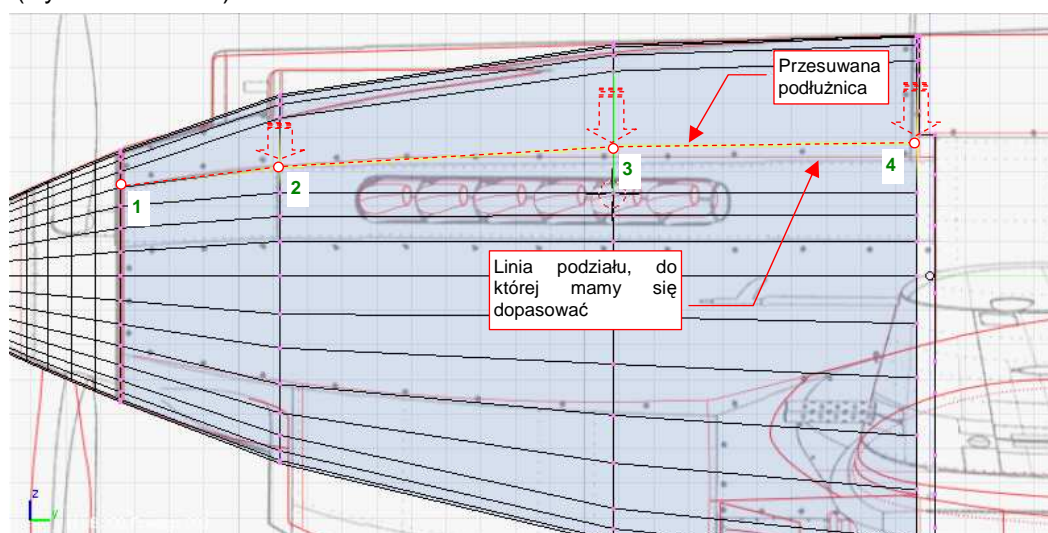 Przesuwana
podłużnica
1
2
3
4
Linia podziału, do
której mamy się
dopasować
z
y